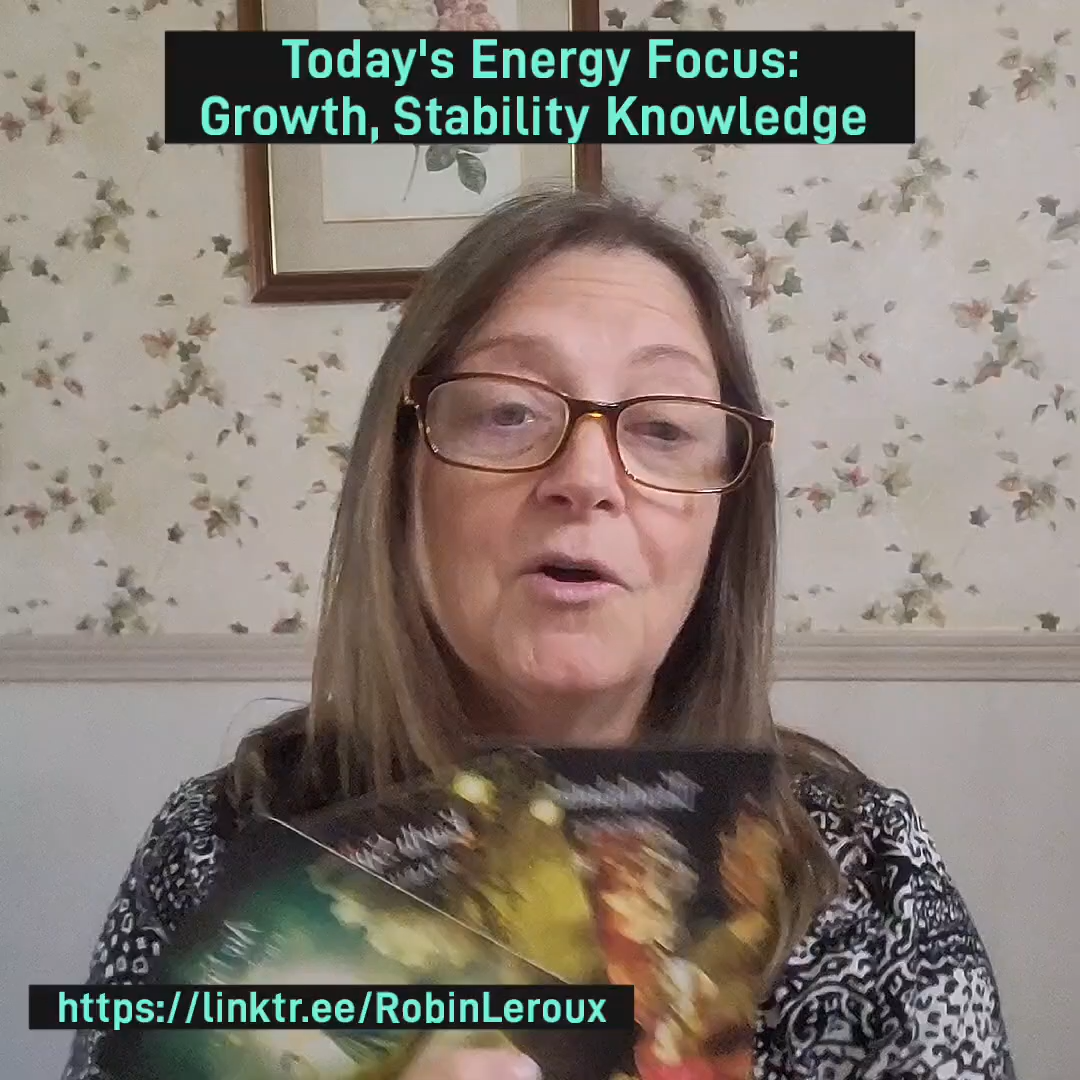 Today's Energy Focus:
Growth, Stability Knowledge
https://linktr.ee/RobinLeroux